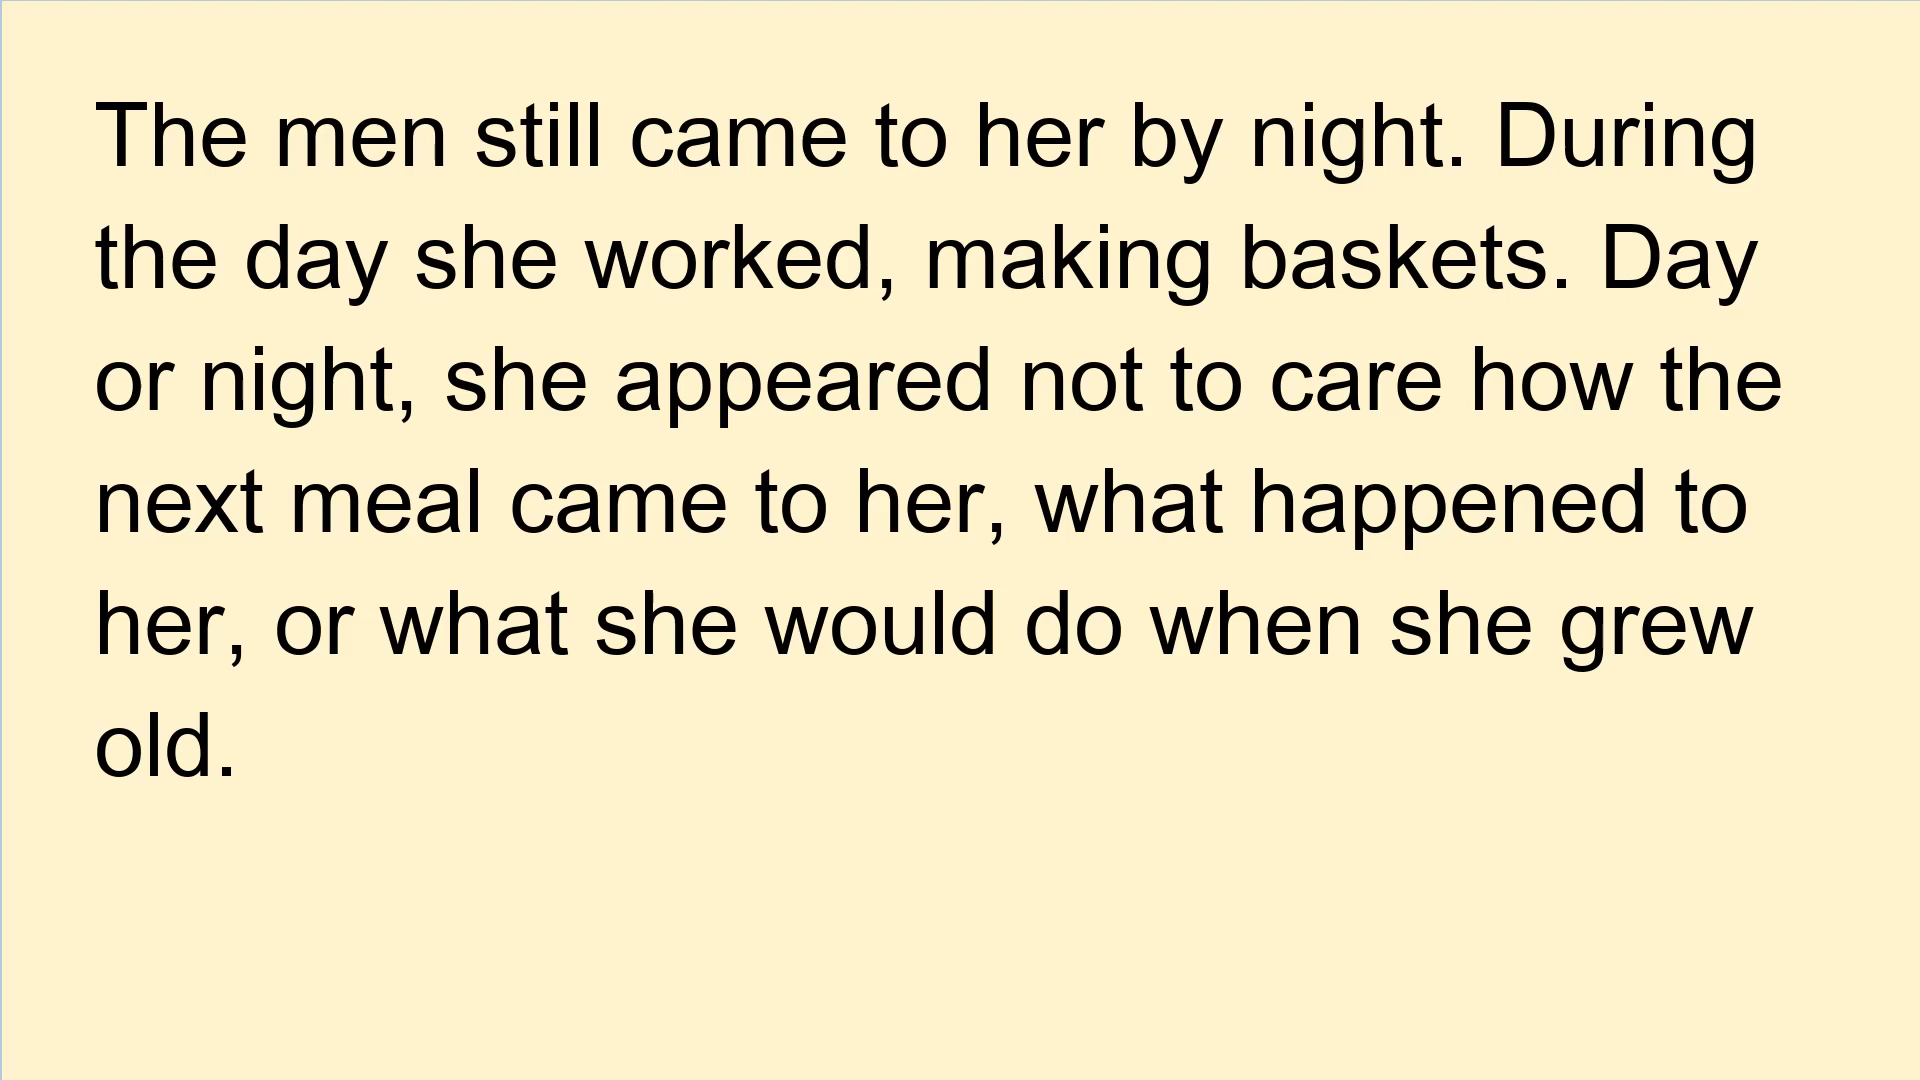 The men still came to her by night. During
the day she worked, making baskets. Day
or night, she appeared not to care how the
next meal came to her, what happened to
her, or what she would do when she grew
old.